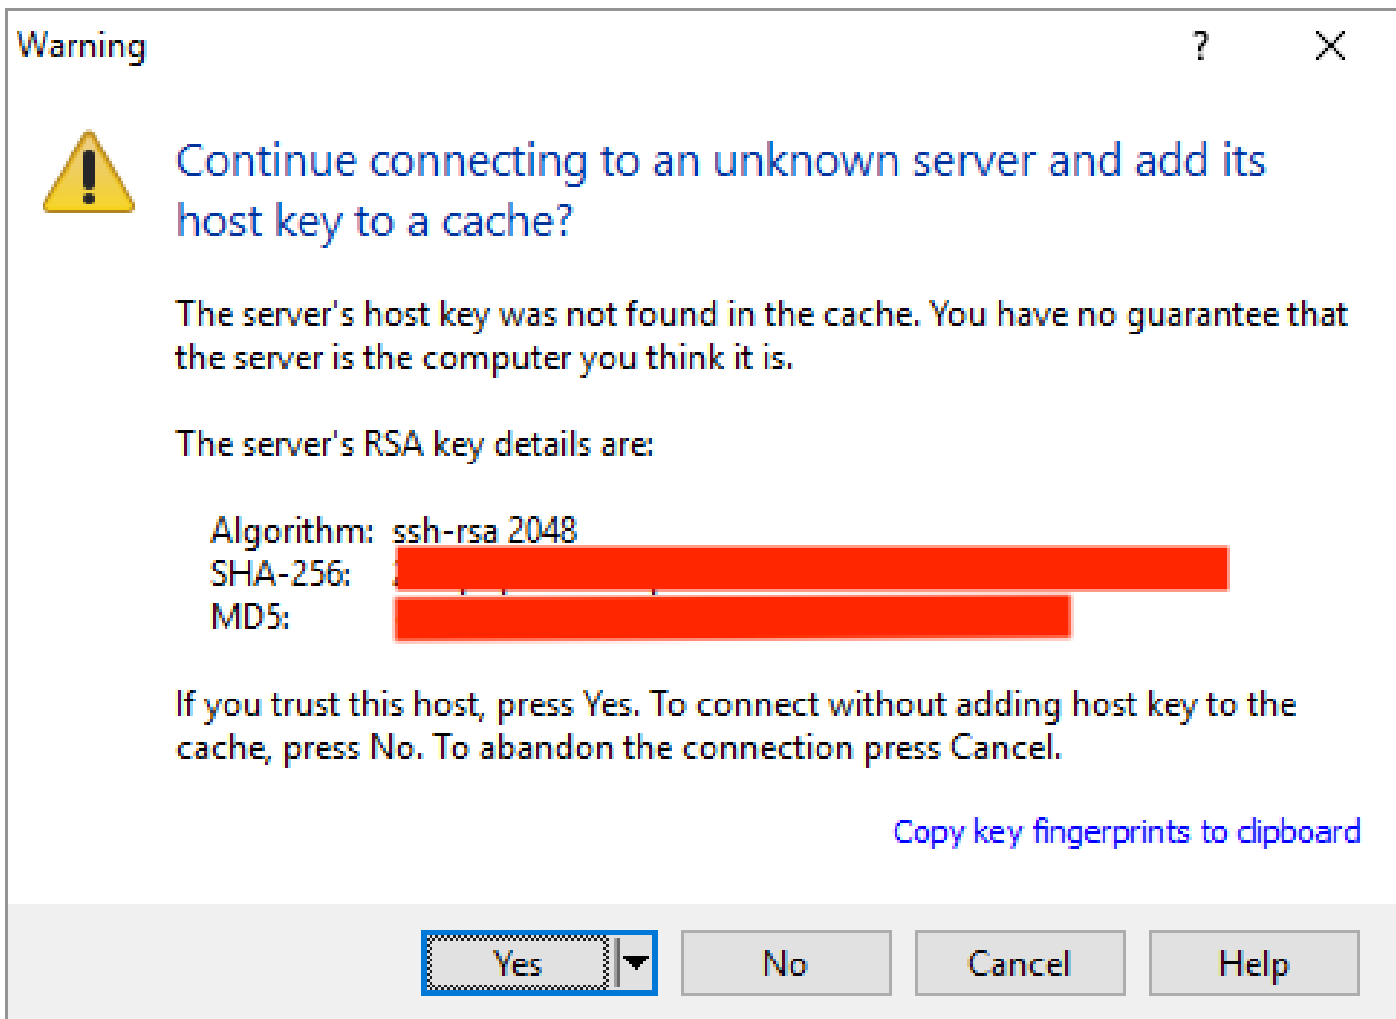 Warning
?
Continue connecting to an unknown server and add its
host key to a cache?
The server's host key was not found in the cache. You have no guarantee that
the server is the computer you think it is.
The server's RSA key details are:
Algorithm: ssh-rsa 2048
SHA-256:
MD5:
If you trust this host, press Yes. To connect without adding host key to the
cache, press No. To abandon the connection press Cancel.
Copy key fingerprints to clipboard
Yes No Cancel Help